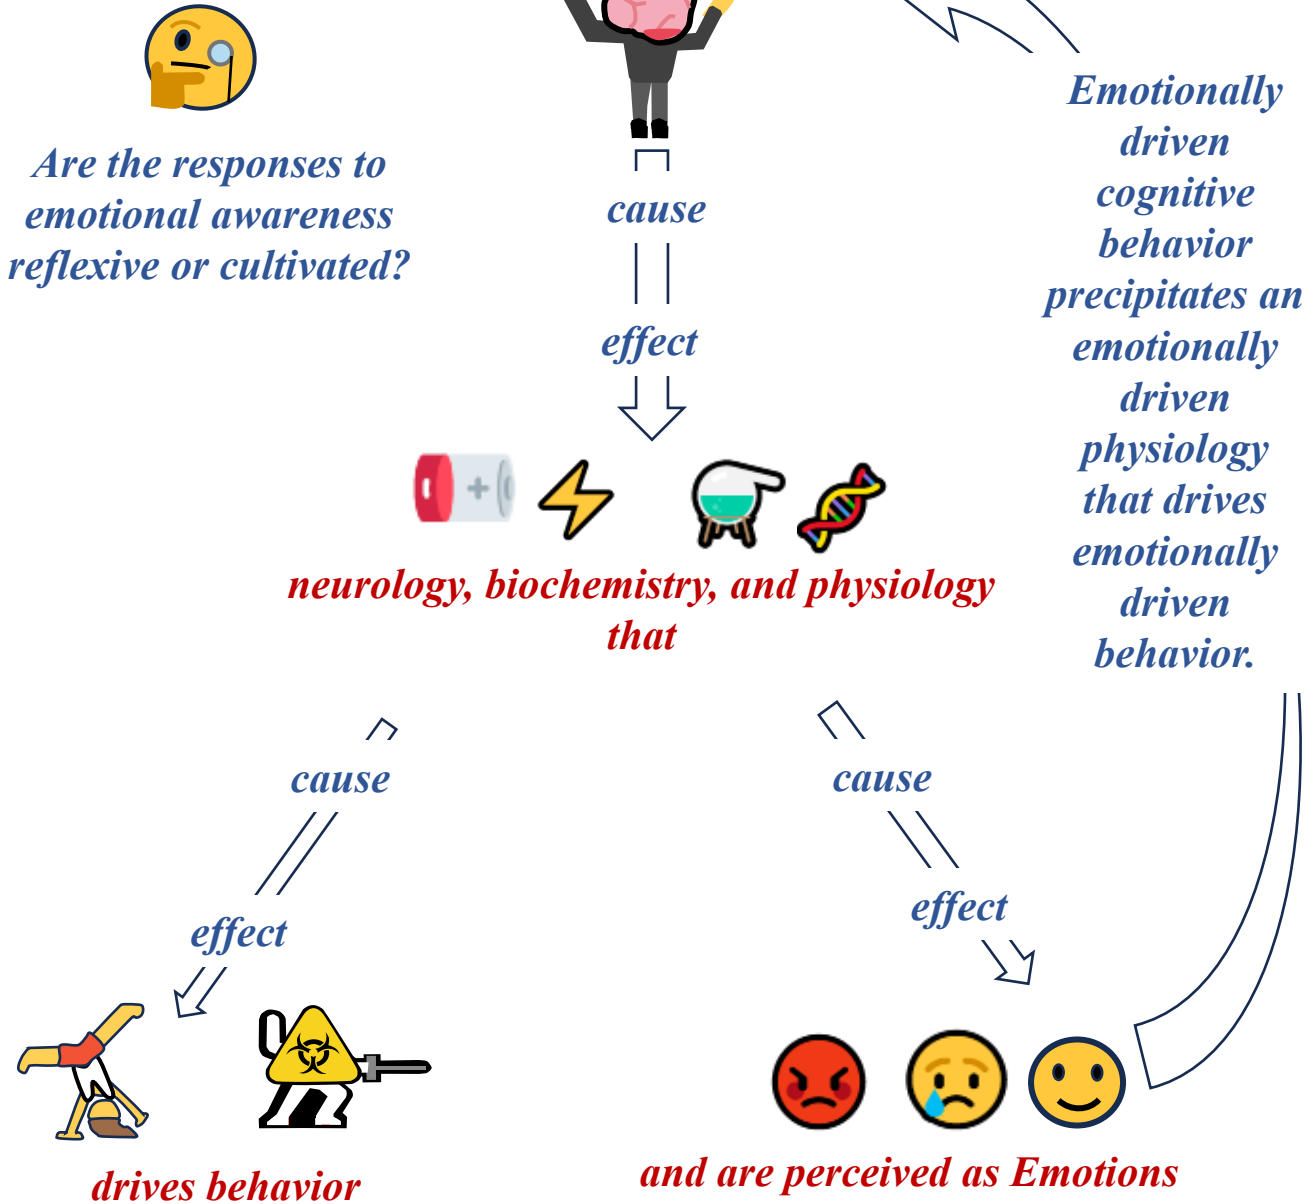 Are the responses to
emotional awareness
reflexive or cultivated?
cause
effect
Emotionally
driven
cognitive
behavior
precipitates an
emotionally
driven
physiology
that drives
emotionally
driven
behavior.
neurology, biochemistry, and physiology
that
cause
effect
cause
effect
drives behavior
and are perceived as Emotions